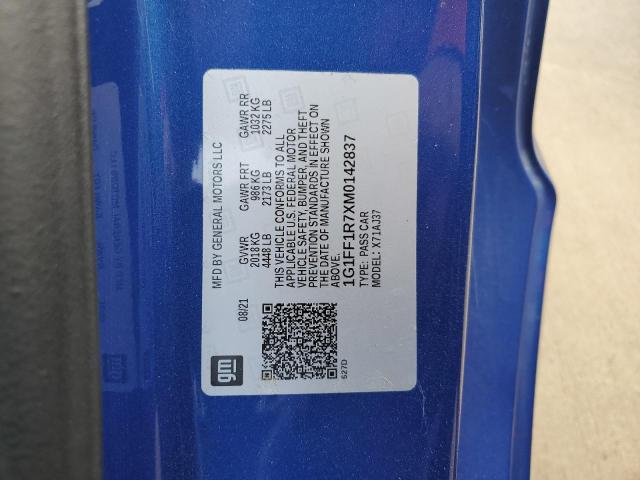 gm
MFD BY GENERAL MOTORS LLC
08/21
GVWR GAWR FRT GAWR RR
2018 KG 986 KG 1032 KG
4448 LB 2173 LB 2275 LB
THIS VEHICLE CONFORMS TO ALL
APPLICABLE U.S. FEDERAL MOTOR
VEHICLE SAFETY, BUMPER, AND THEFT
PREVENTION STANDARDS IN EFFECT ON
THE DATE OF MANUFACTURE SHOWN
ABOVE.
1G1FF1R7XM0142837
TYPE: PASS CAR
MODEL: X71AJ37
527D